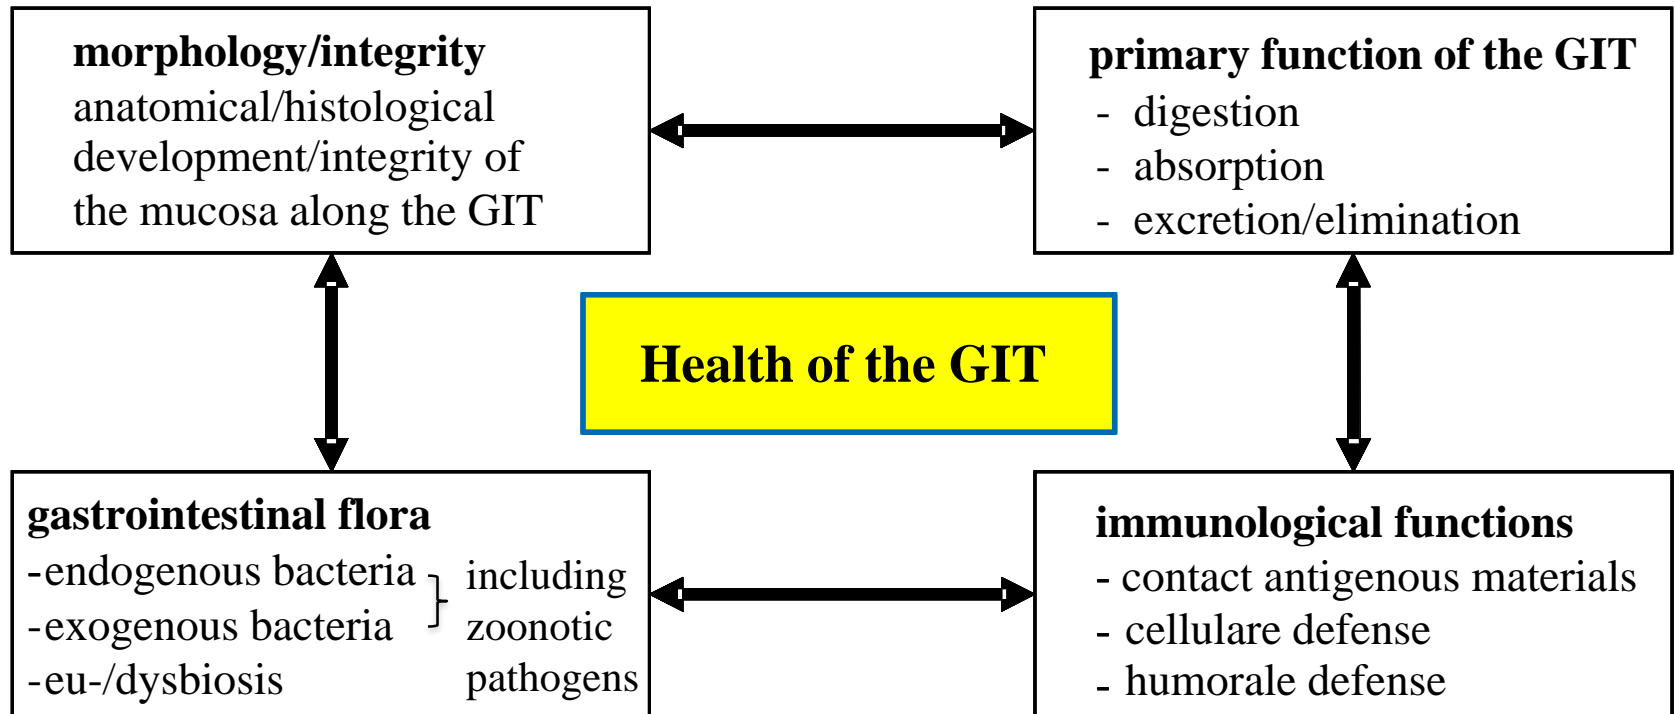 morphology/integrity
anatomical/histological
development/integrity of
the mucosa along the GIT
primary function of the GIT
- digestion
- absorption
- excretion/elimination
Health of the GIT
gastrointestinal flora
-endogenous bacteria
-exogenous bacteria
-eu-/dysbiosis
including
zoonotic
pathogens
immunological functions
- contact antigenous materials
- cellulare defense
- humorale defense